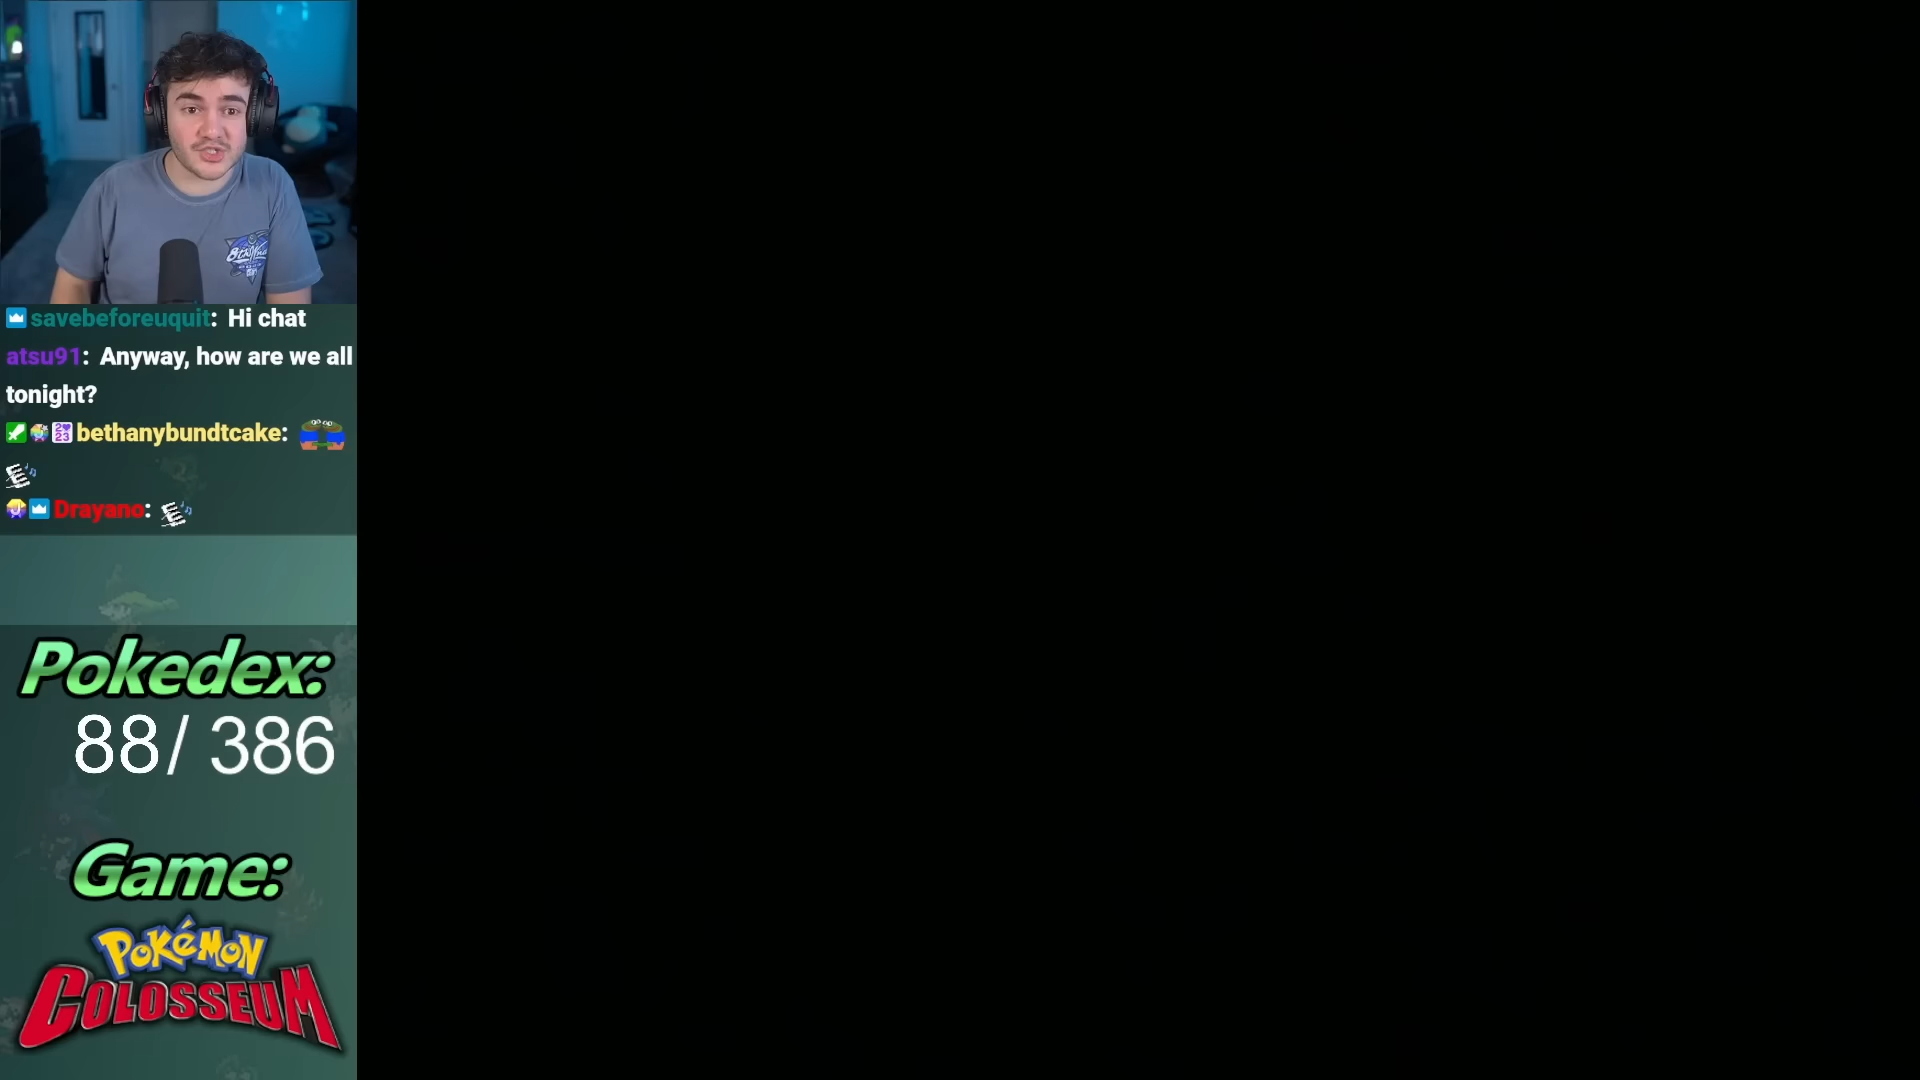 savebeforeuquit: Hi chat
atsu91: Anyway, how are we all
tonight?
bethanybundtcake:
Drayano:
Pokedex:
88/ 386
Game:
POKéMON
COLOSSEUM